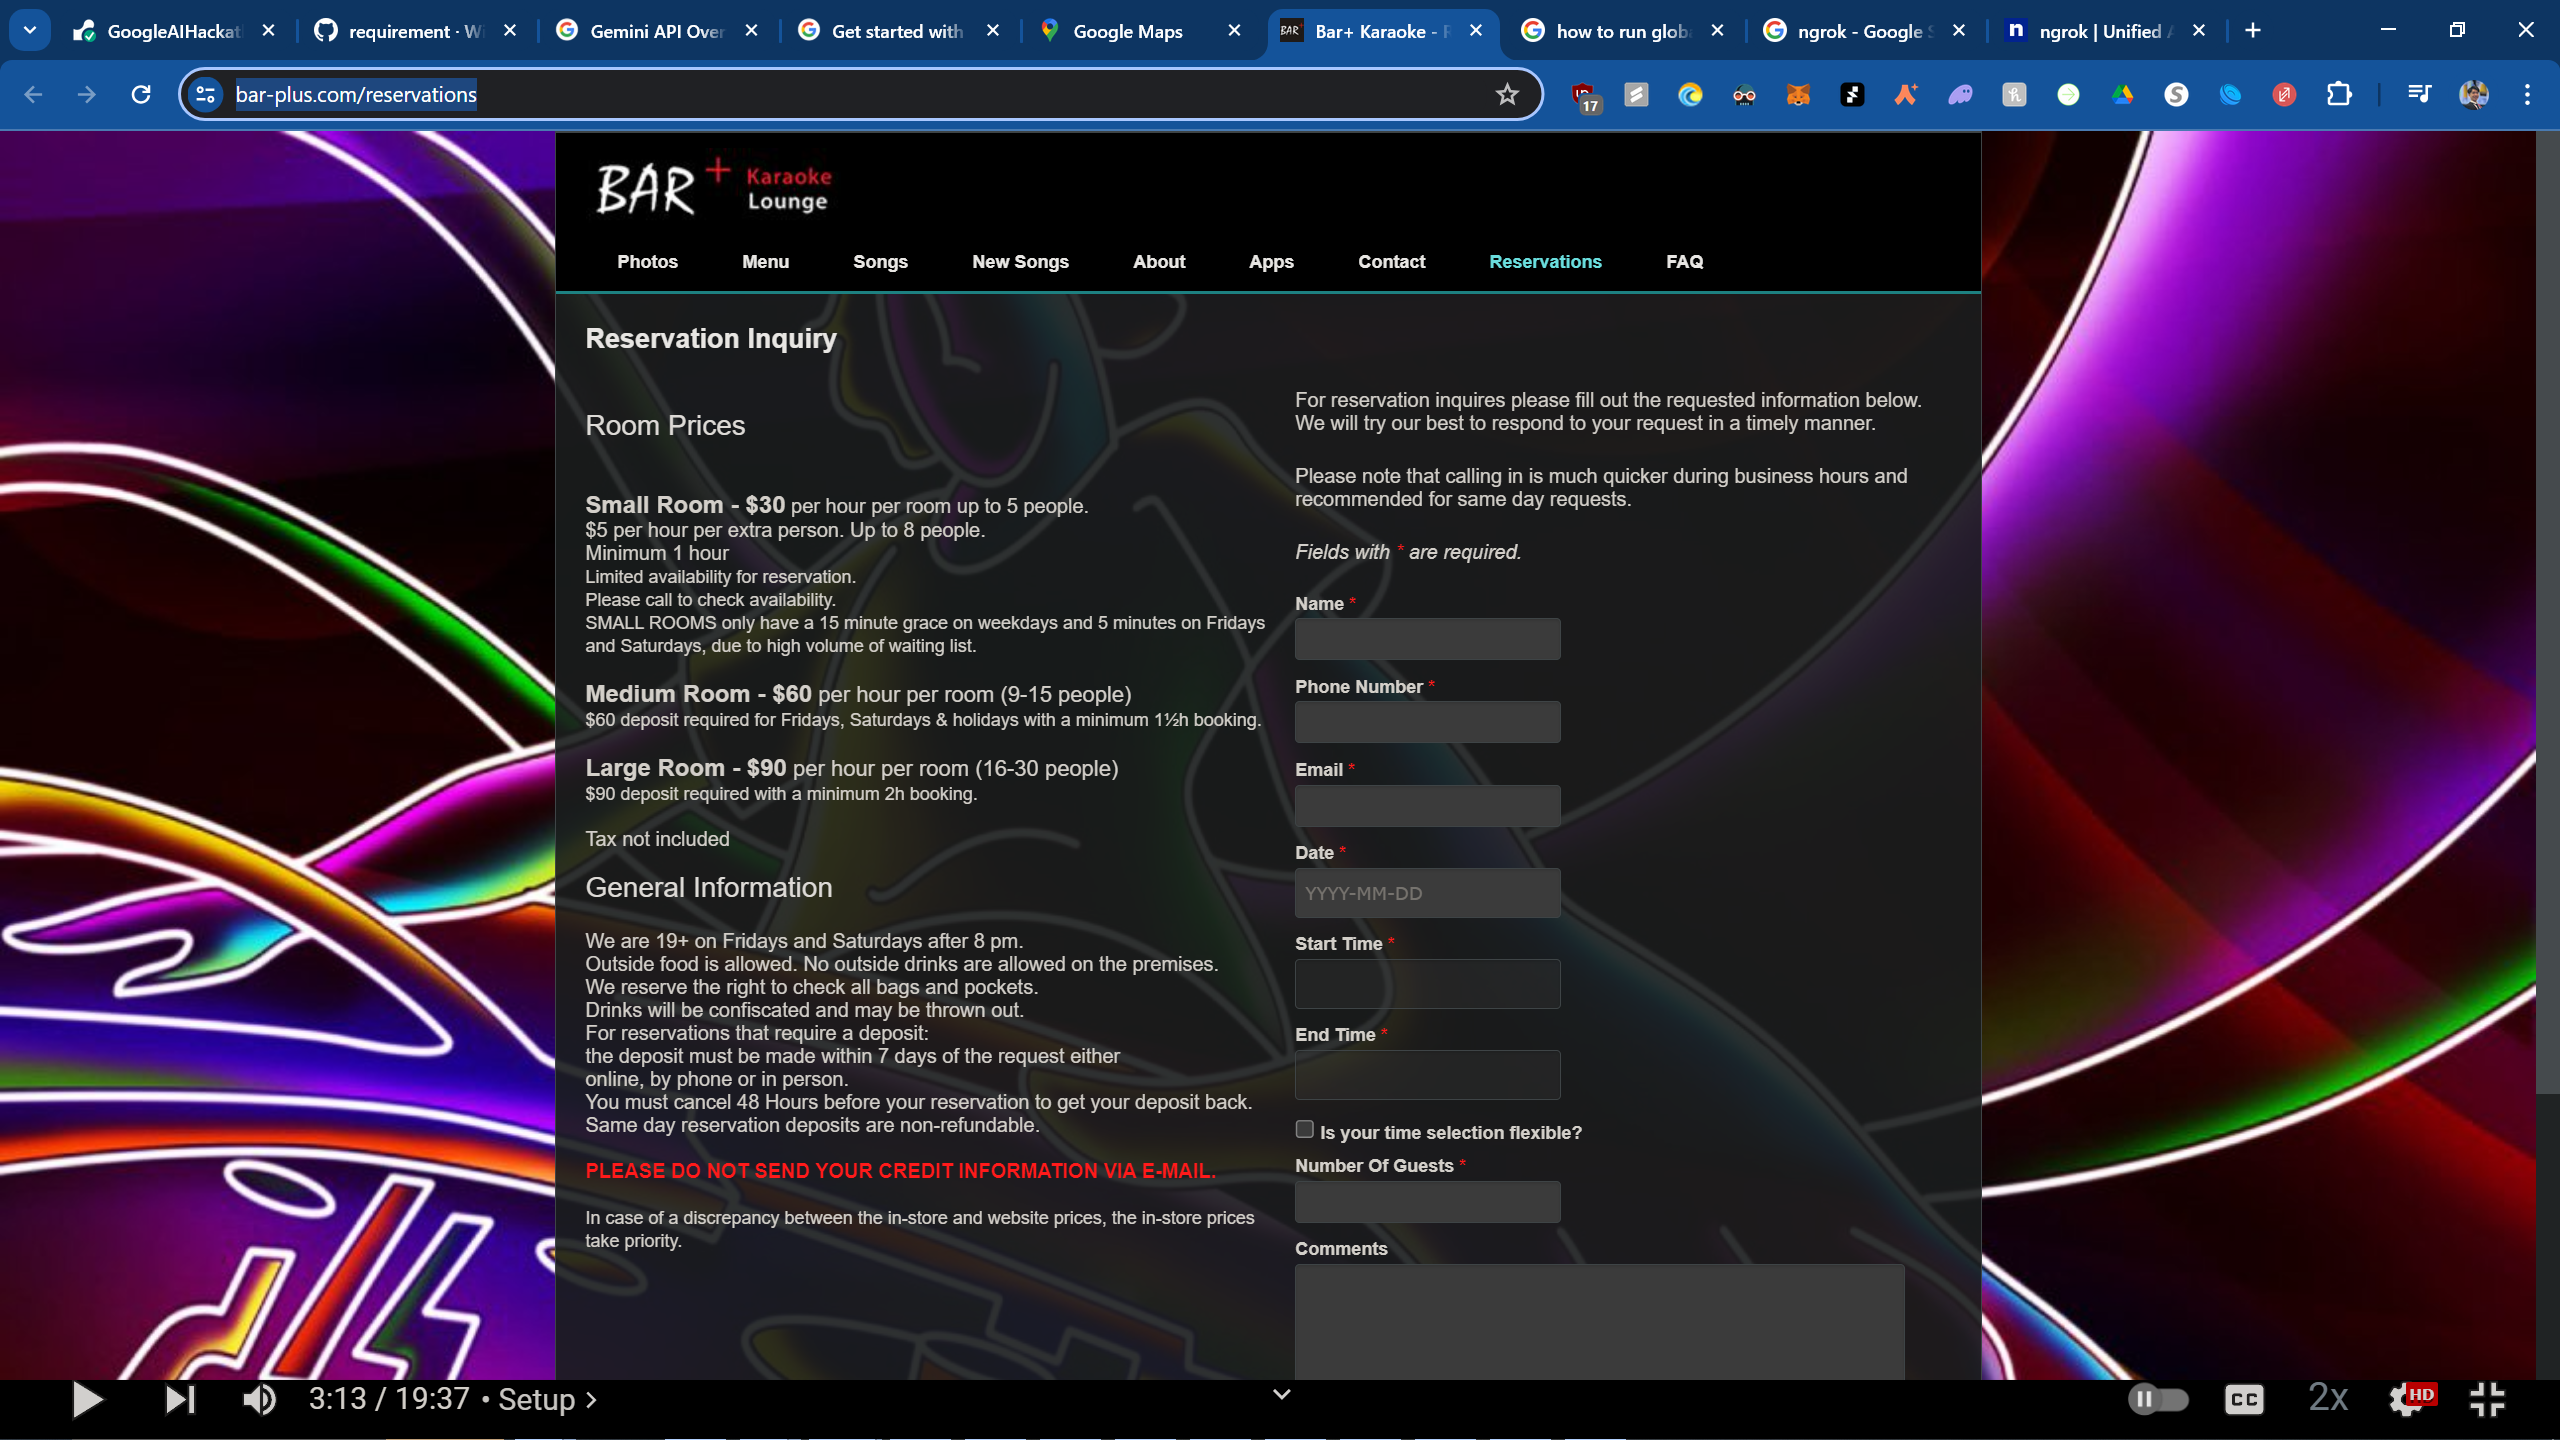 GoogleAIHackat
requirement · Wi
Gemini API Over
Get started with
Google Maps
Bar+ Karaoke - R
how to run glob
ngrok - Google S
ngrok | Unified A
bar-plus.com/reservations
17
BAR+ Karaoke
Lounge
Photos
Menu
Songs
New Songs
About
Apps
Contact
Reservations
FAQ
Reservation Inquiry
Room Prices
Small Room - $30 per hour per room up to 5 people.
$5 per hour per extra person. Up to 8 people.
Minimum 1 hour
Limited availability for reservation.
Please call to check availability.
SMALL ROOMS only have a 15 minute grace on weekdays and 5 minutes on Fridays
and Saturdays, due to high volume of waiting list.
Medium Room - $60 per hour per room (9-15 people)
$60 deposit required for Fridays, Saturdays & holidays with a minimum 1½h booking.
Large Room - $90 per hour per room (16-30 people)
$90 deposit required with a minimum 2h booking.
Tax not included
General Information
We are 19+ on Fridays and Saturdays after 8 pm.
Outside food is allowed. No outside drinks are allowed on the premises.
We reserve the right to check all bags and pockets.
Drinks will be confiscated and may be thrown out.
For reservations that require a deposit:
the deposit must be made within 7 days of the request either
online, by phone or in person.
You must cancel 48 Hours before your reservation to get your deposit back.
Same day reservation deposits are non-refundable.
PLEASE DO NOT SEND YOUR CREDIT INFORMATION VIA E-MAIL.
In case of a discrepancy between the in-store and website prices, the in-store prices
take priority.
For reservation inquires please fill out the requested information below.
We will try our best to respond to your request in a timely manner.
Please note that calling in is much quicker during business hours and
recommended for same day requests.
Fields with * are required.
Name *
Phone Number *
Email *
Date *
YYYY-MM-DD
Start Time *
End Time *
Is your time selection flexible?
Number Of Guests *
Comments
3:13 / 19:37 • Setup >
CC
2x
HD